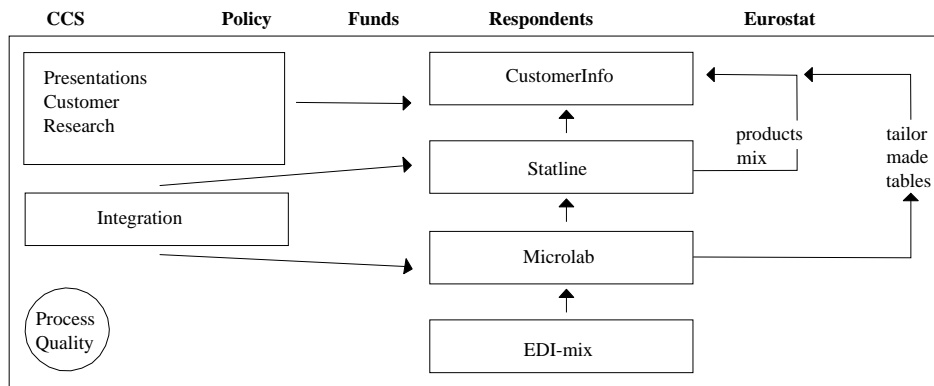 CCS Policy Funds Respondents Eurostat
Presentations
Customer
Research
CustomerInfo
products
mix
tailor
made
tables
Statline
Integration
Microlab
Process
Quality
EDI-mix